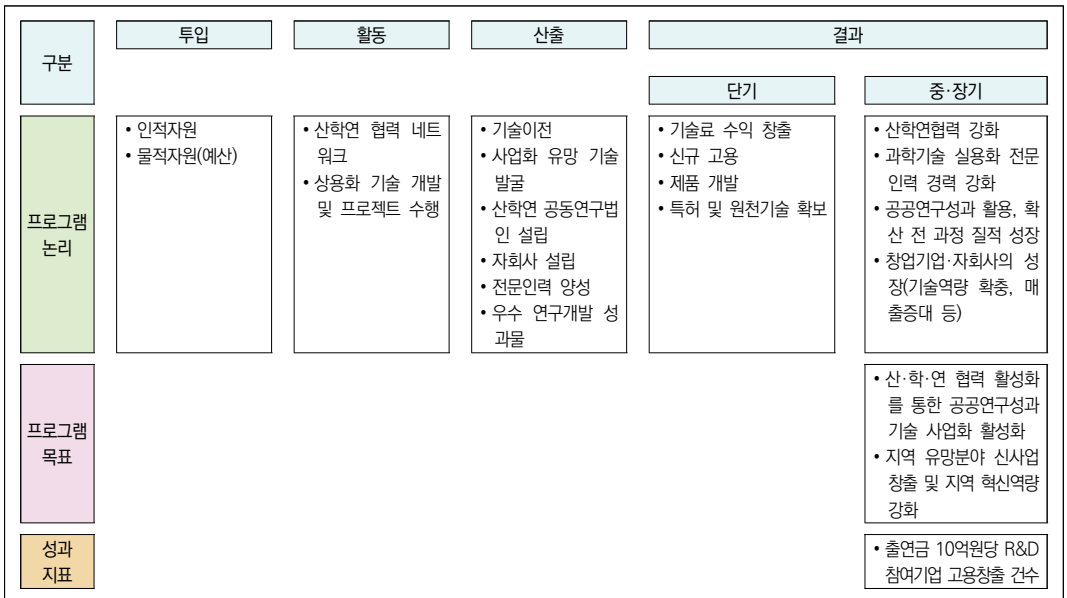 구분
투입
활동
산출
결과
단기
중·장기
프로그램
논리
• 인적자원
• 물적자원(예산)
• 산학연 협력 네트
워크
• 상용화 기술 개발
및 프로젝트 수행
• 기술이전
• 사업화 유망 기술
발굴
• 산학연 공동연구법
인 설립
• 자회사 설립
• 전문인력 양성
• 우수 연구개발 성
과물
• 기술료 수익 창출
• 신규 고용
• 제품 개발
• 특허 및 원천기술 확보
• 산학연협력 강화
• 과학기술 실용화 전문
인력 경력 강화
• 공공연구성과 활용, 확
산 전 과정 질적 성장
• 창업기업·자회사의 성
장(기술역량 확충, 매
출증대 등)
프로그램
목표
• 산·학·연 협력 활성화
를 통한 공공연구성과
기술 사업화 활성화
• 지역 유망분야 신사업
창출 및 지역 혁신역량
강화
성과
지표
• 출연금 10억원당 R&D
참여기업 고용창출 건수